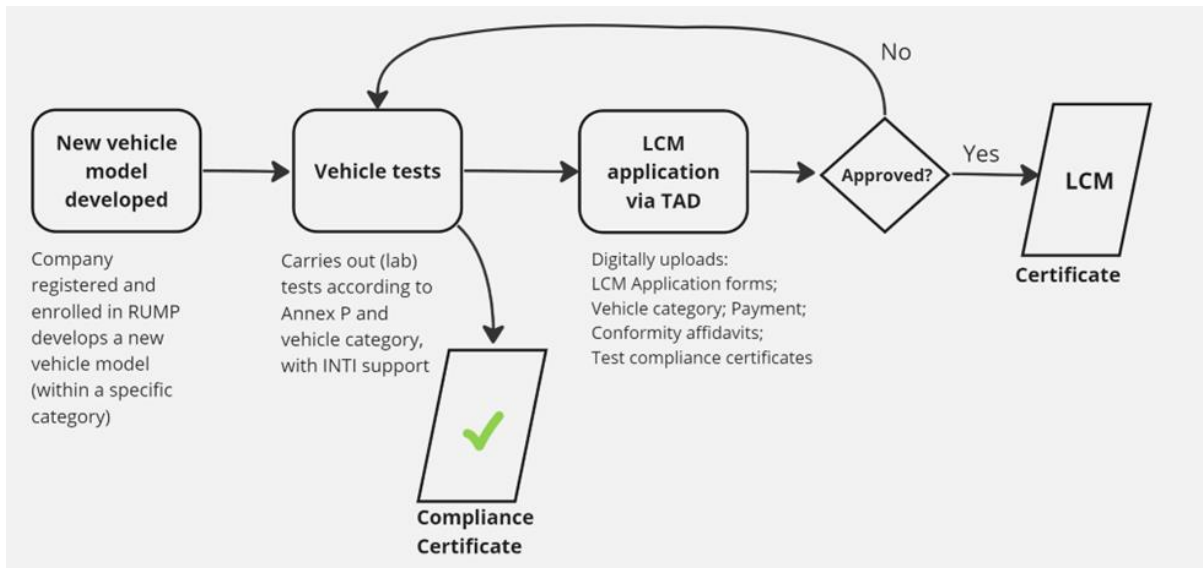 No
New vehicle
model
developed
Vehicle tests
LCM
application
via TAD
Approved?
Yes
LCM
Certificate
Company
registered and
enrolled in RUMP
develops a new
vehicle model
(within a specific
category)
Carries out (lab)
tests according to
Annex P and
vehicle category,
with INTI support
Digitally uploads:
LCM Application forms;
Vehicle category; Payment;
Conformity affidavits;
Test compliance certificates
Compliance
Certificate